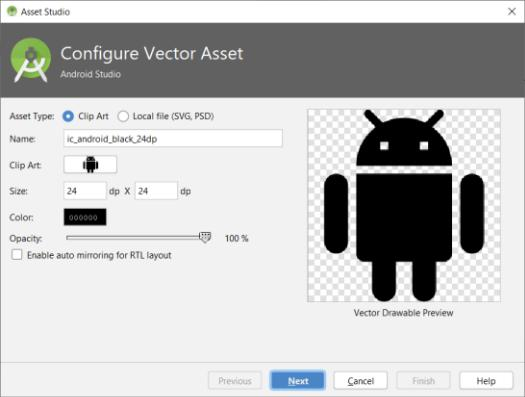 Asset Studio
Configure Vector Asset
Android Studio
Asset Type: Clip Art Local file (SVG, PSD)
Name: ic_android_black_24dp
Clip Art:
Size: 24 dp X 24 dp
Color: 000000
Opacity: 100 %
Enable auto mirroring for RTL layout
Vector Drawable Preview
Previous Next Cancel Finish Help